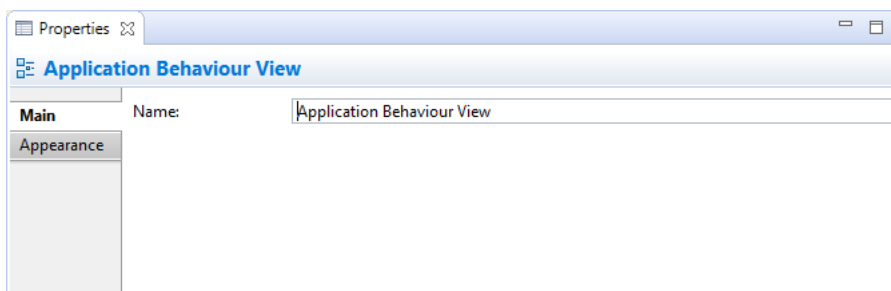 Properties
Application Behaviour View
Main
Name:
Application Behaviour View
Appearance